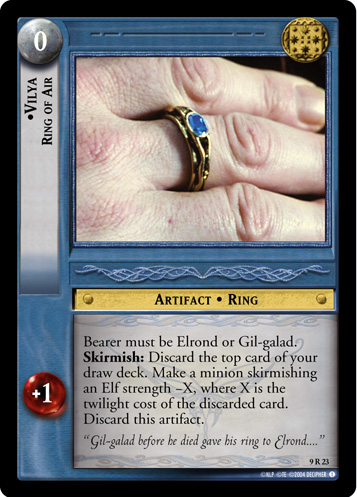 0
•VILYA
RING OF AIR
ARTIFACT • RING
Bearer must be Elrond or Gil-galad.
Skirmish: Discard the top card of your
draw deck. Make a minion skirmishing
an Elf strength –X, where X is the
twilight cost of the discarded card.
Discard this artifact.
+1
“Gil-galad before he died gave his ring to Elrond....”
9 R 23
©NLP ©TE ©2004 DECIPHER